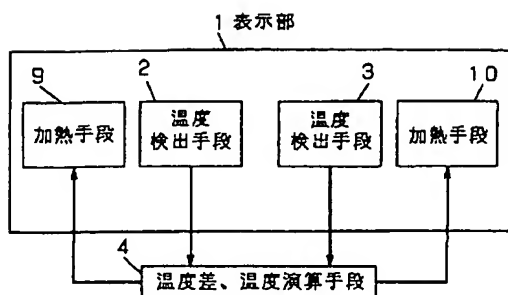 1 表示部
9
2
3
10
加熱手段
温度
検出手段
温度
検出手段
加熱手段
4
温度差、温度演算手段